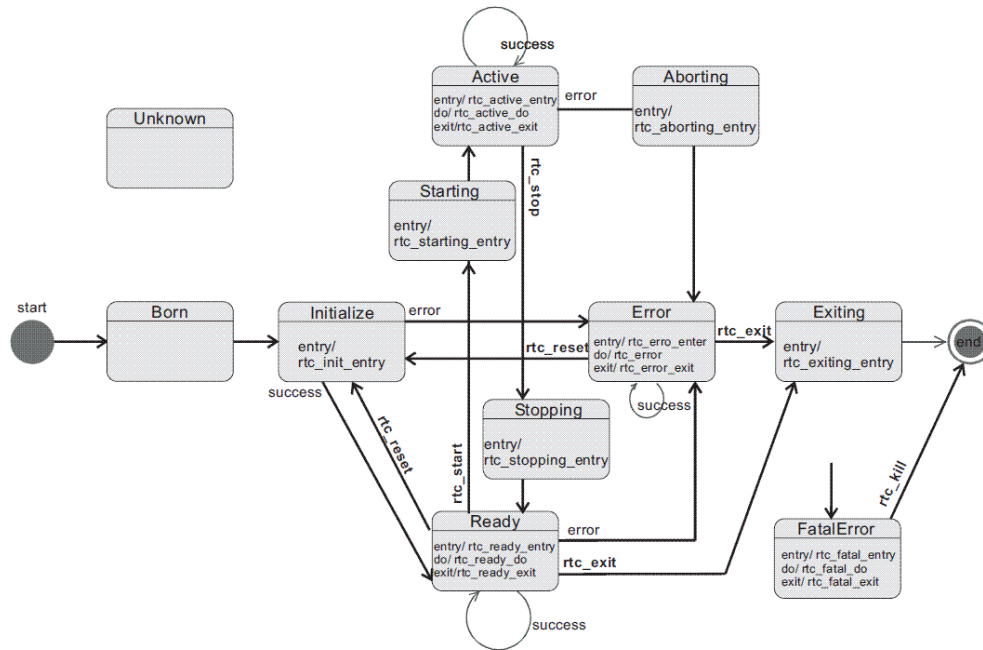 success
Active
entry/ rtc_active_entry
do/ rtc_active_do
exit/rtc_active_exit
error
Aborting
entry/
rtc_aborting_entry
Unknown
rtc_stop
Starting
entry/
rtc_starting_entry
start
Born
Initialize
entry/
rtc_init_entry
error
Error
entry/ rtc_erro_enter
do/ rtc_error
exit/ rtc_error_exit
rtc_exit
Exiting
entry/
rtc_exiting_entry
end
rtc_reset
success
success
Stopping
entry/
rtc_stopping_entry
rtc_reset
rtc_start
rtc_kill
Ready
entry/ rtc_ready_entry
do/ rtc_ready_do
exit/rtc_ready_exit
error
rtc_exit
FatalError
entry/ rtc_fatal_entry
do/ rtc_fatal_do
exit/ rtc_fatal_exit
success